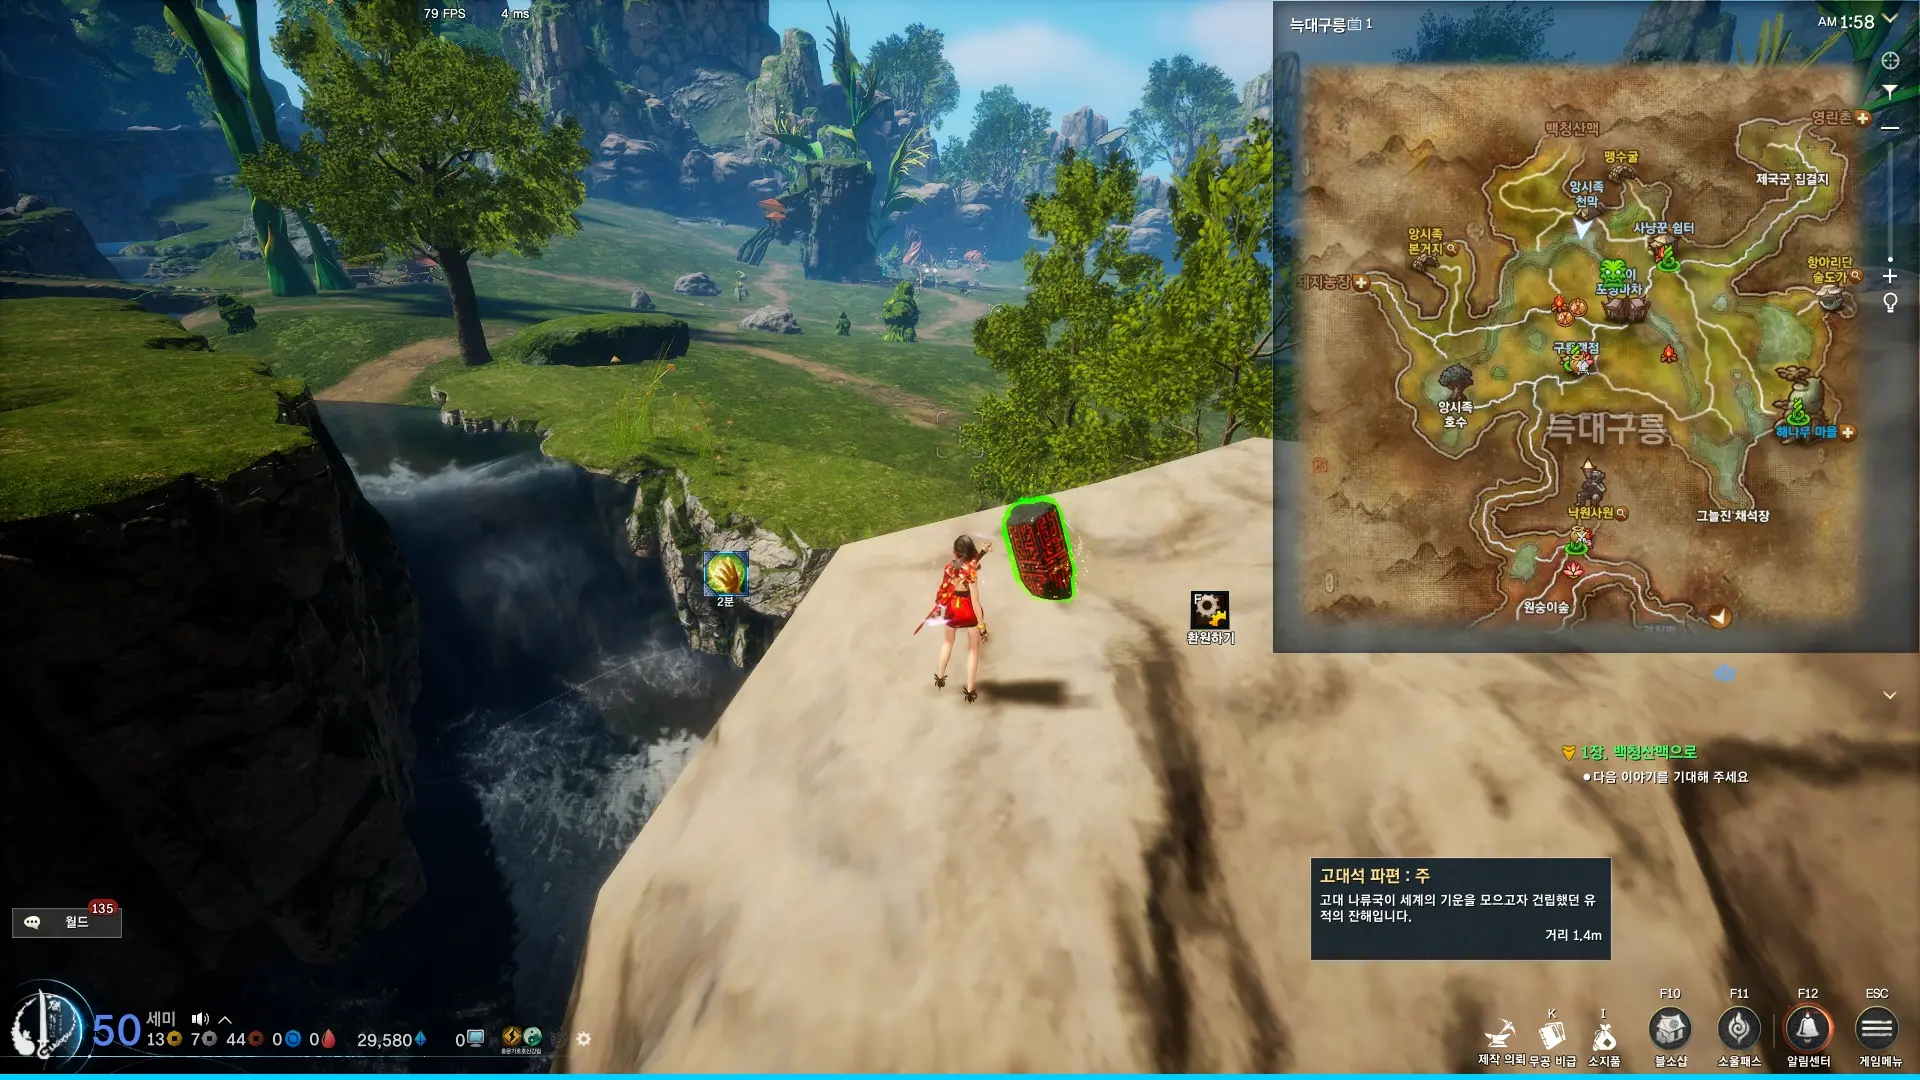 79 FPS 4 ms
늑대구릉 1
AM 1:58
백청산맥
영린촌
맹수굴
제국군 집결지
앙시족
천막
사냥꾼 쉼터
앙시족
본거지
항아리단
술도가
돼지농장
앙시족
호수
늑대구릉
해나무 마을
낙원사원
그늘진 채석장
원숭이숲
2분
F
환원하기
1장. 백청산맥으로
다음 이야기를 기대해 주세요
고대석 파편 : 주
고대 나류국이 세계의 기운을 모으고자 건립했던 유
적의 잔해입니다.
거리 1.4m
135
월드
50 세미
13 7 44 0 0 29,580 0
K I F10 F11 F12 ESC
제작 의뢰 무공 비급 소지품 블소샵 소울패스 알림센터 게임메뉴